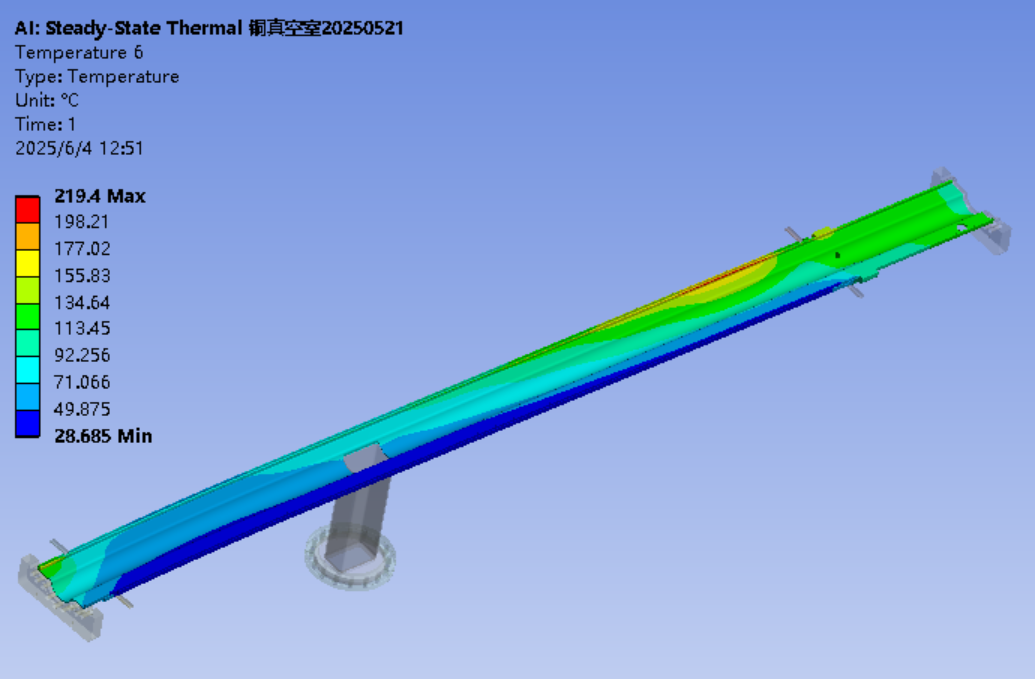 AI: Steady-State Thermal 铜真空室20250521
Temperature 6
Type: Temperature
Unit: °C
Time: 1
2025/6/4 12:51
219.4 Max
198.21
177.02
155.83
134.64
113.45
92.256
71.066
49.875
28.685 Min